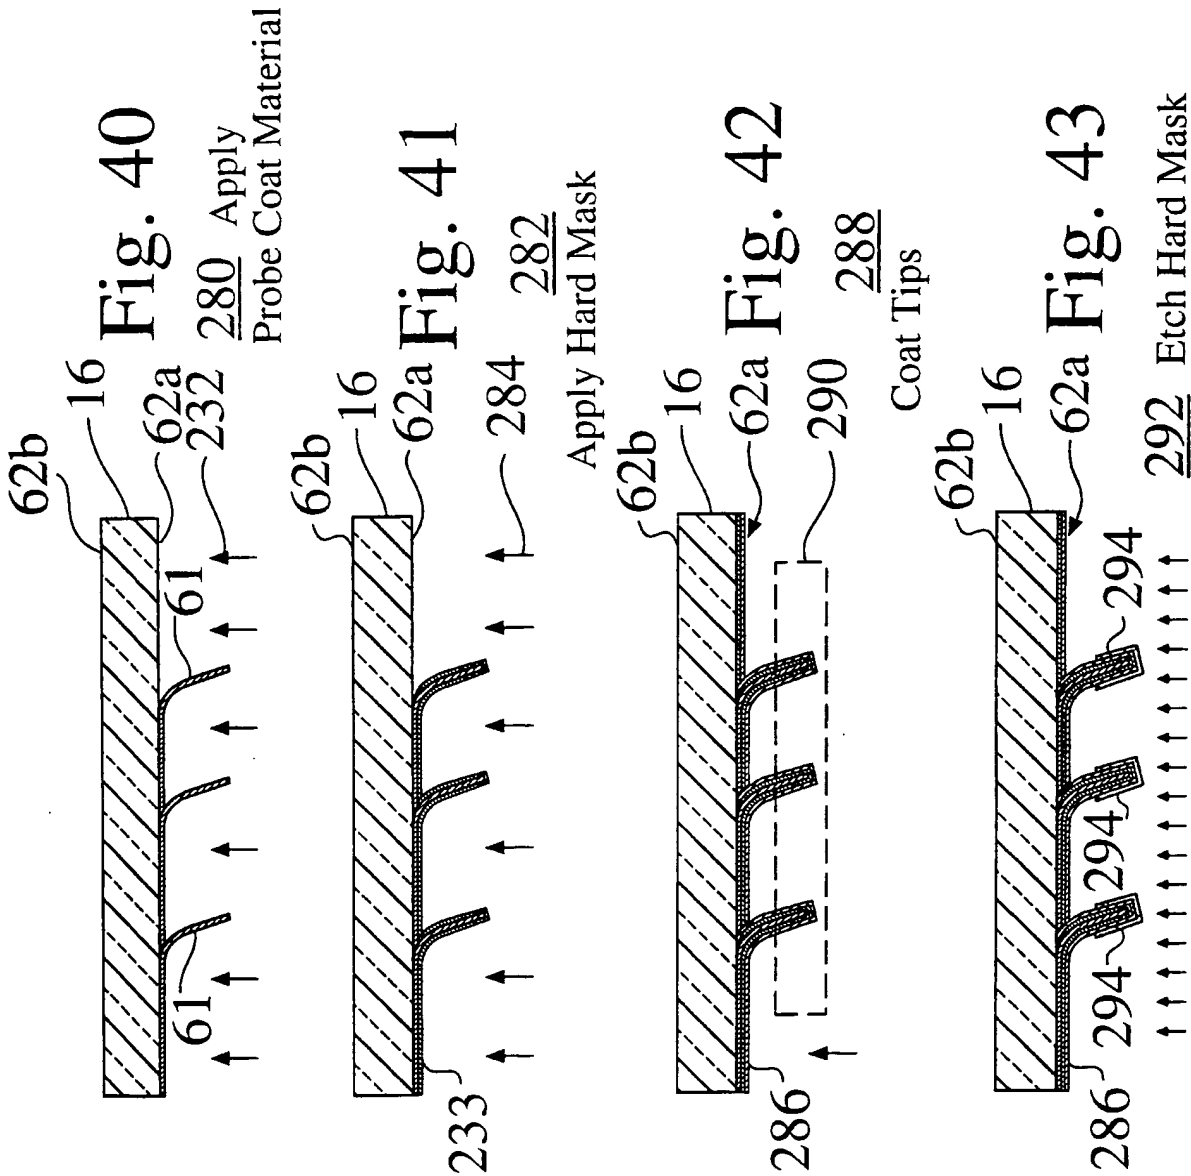 62b
16
62a
232
61
61
Fig. 40
280 Apply
Probe Coat Material
62b
16
62a
284
233
Fig. 41
282
Apply Hard Mask
62b
16
62a
290
286
Fig. 42
288
Coat Tips
62b
16
62a
294
294
294
286
Fig. 43
292 Etch Hard Mask